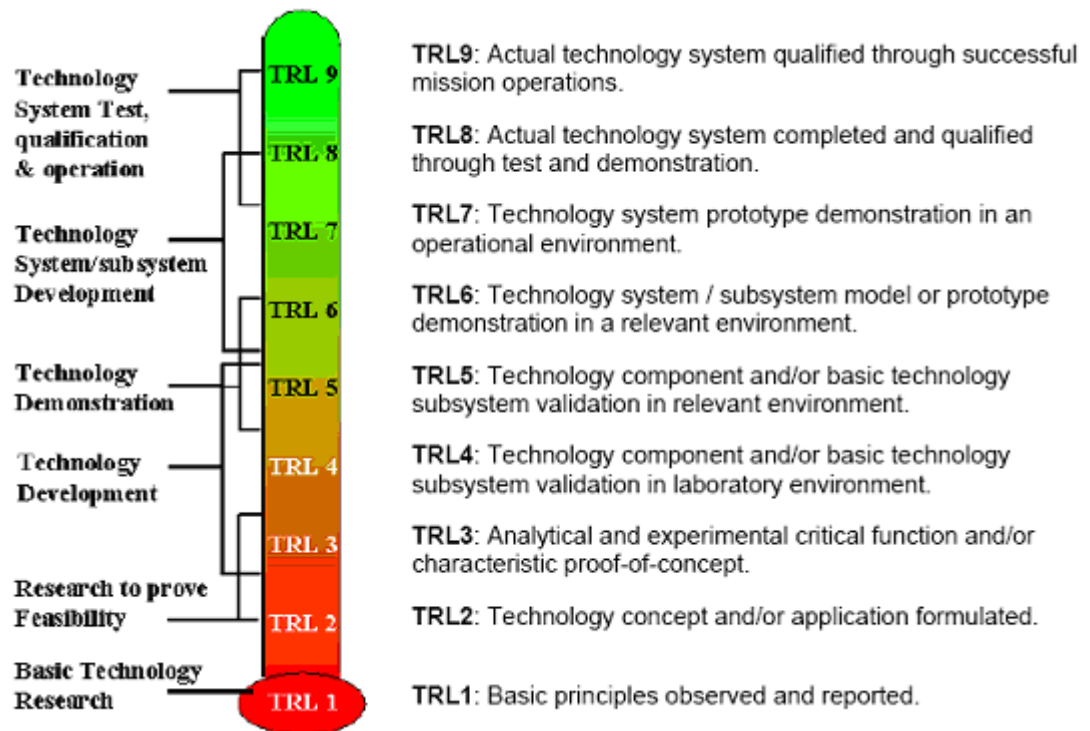 Technology
System Test,
qualification
& operation
Technology
System/subsystem
Development
Technology
Demonstration
Technology
Development
Research to prove
Feasibility
Basic Technology
Research
TRL 9
TRL 8
TRL 7
TRL 6
TRL 5
TRL 4
TRL 3
TRL 2
TRL 1
TRL9: Actual technology system qualified through successful
mission operations.
TRL8: Actual technology system completed and qualified
through test and demonstration.
TRL7: Technology system prototype demonstration in an
operational environment.
TRL6: Technology system / subsystem model or prototype
demonstration in a relevant environment.
TRL5: Technology component and/or basic technology
subsystem validation in relevant environment.
TRL4: Technology component and/or basic technology
subsystem validation in laboratory environment.
TRL3: Analytical and experimental critical function and/or
characteristic proof-of-concept.
TRL2: Technology concept and/or application formulated.
TRL1: Basic principles observed and reported.